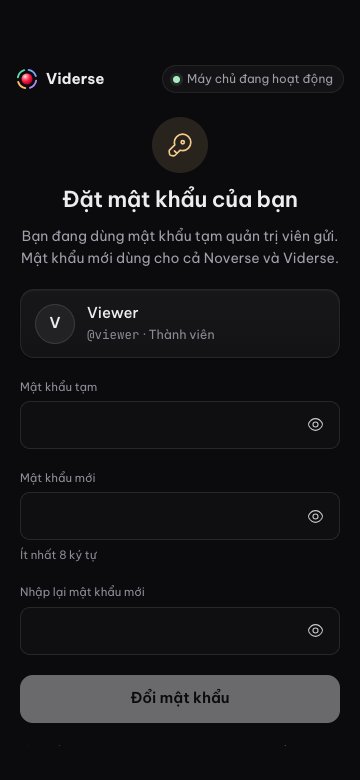 Viderse
Máy chủ đang hoạt động
Đặt mật khẩu của bạn
Bạn đang dùng mật khẩu tạm quản trị viên gửi.
Mật khẩu mới dùng cho cả Noverse và Viderse.
V
Viewer
@viewer · Thành viên
Mật khẩu tạm
Mật khẩu mới
Ít nhất 8 ký tự
Nhập lại mật khẩu mới
Đổi mật khẩu